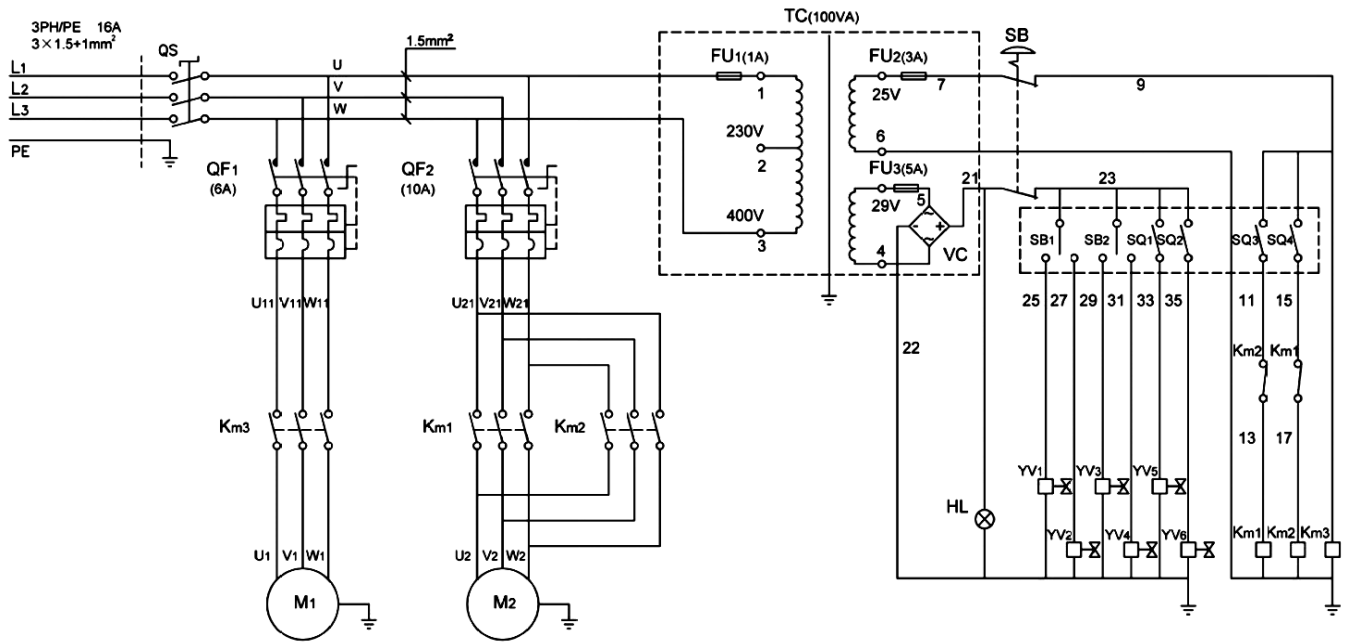 3PH/PE 16A
3×1.5+1mm²
QS
1.5mm²
TC(100VA)
SB
L1
U
FU1(1A)
FU2(3A)
L2
V
1
25V
7
9
L3
W
230V
6
PE
2
QF1
(6A)
QF2
(10A)
FU3(5A)
21
23
29V
5
400V
3
4
VC
SB1
SB2
SQ1
SQ2
SQ3
SQ4
U11 V11 W11
U21 V21 W21
25
27
29
31
33
35
11
15
22
Km2
Km1
Km3
Km1
Km2
13
17
YV1
YV3
YV5
HL
YV2
YV4
YV6
Km1
Km2
Km3
U1 V1 W1
U2 V2 W2
M1
M2